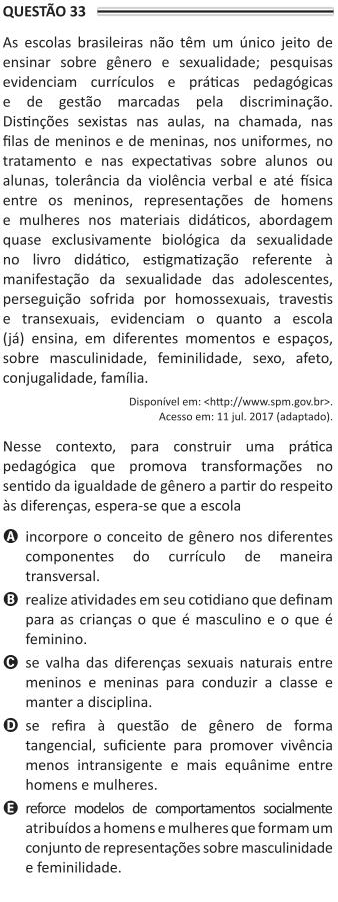 QUESTÃO 33
As escolas brasileiras não têm um único jeito de
ensinar sobre gênero e sexualidade; pesquisas
evidenciam currículos e práticas pedagógicas
e de gestão marcadas pela discriminação.
Distinções sexistas nas aulas, na chamada, nas
filas de meninos e de meninas, nos uniformes, no
tratamento e nas expectativas sobre alunos ou
alunas, tolerância da violência verbal e até física
entre os meninos, representações de homens
e mulheres nos materiais didáticos, abordagem
quase exclusivamente biológica da sexualidade
no livro didático, estigmatização referente à
manifestação da sexualidade das adolescentes,
perseguição sofrida por homossexuais, travestis
e transexuais, evidenciam o quanto a escola
(já) ensina, em diferentes momentos e espaços,
sobre masculinidade, feminilidade, sexo, afeto,
conjugalidade, família.
Disponível em: <http://www.spm.gov.br>.
Acesso em: 11 jul. 2017 (adaptado).
Nesse contexto, para construir uma prática
pedagógica que promova transformações no
sentido da igualdade de gênero a partir do respeito
às diferenças, espera-se que a escola
A incorpore o conceito de gênero nos diferentes
componentes do currículo de maneira
transversal.
B realize atividades em seu cotidiano que definam
para as crianças o que é masculino e o que é
feminino.
C se valha das diferenças sexuais naturais entre
meninos e meninas para conduzir a classe e
manter a disciplina.
D se refira à questão de gênero de forma
tangencial, suficiente para promover vivência
menos intransigente e mais equânime entre
homens e mulheres.
E reforce modelos de comportamentos socialmente
atribuídos a homens e mulheres que formam um
conjunto de representações sobre masculinidade
e feminilidade.